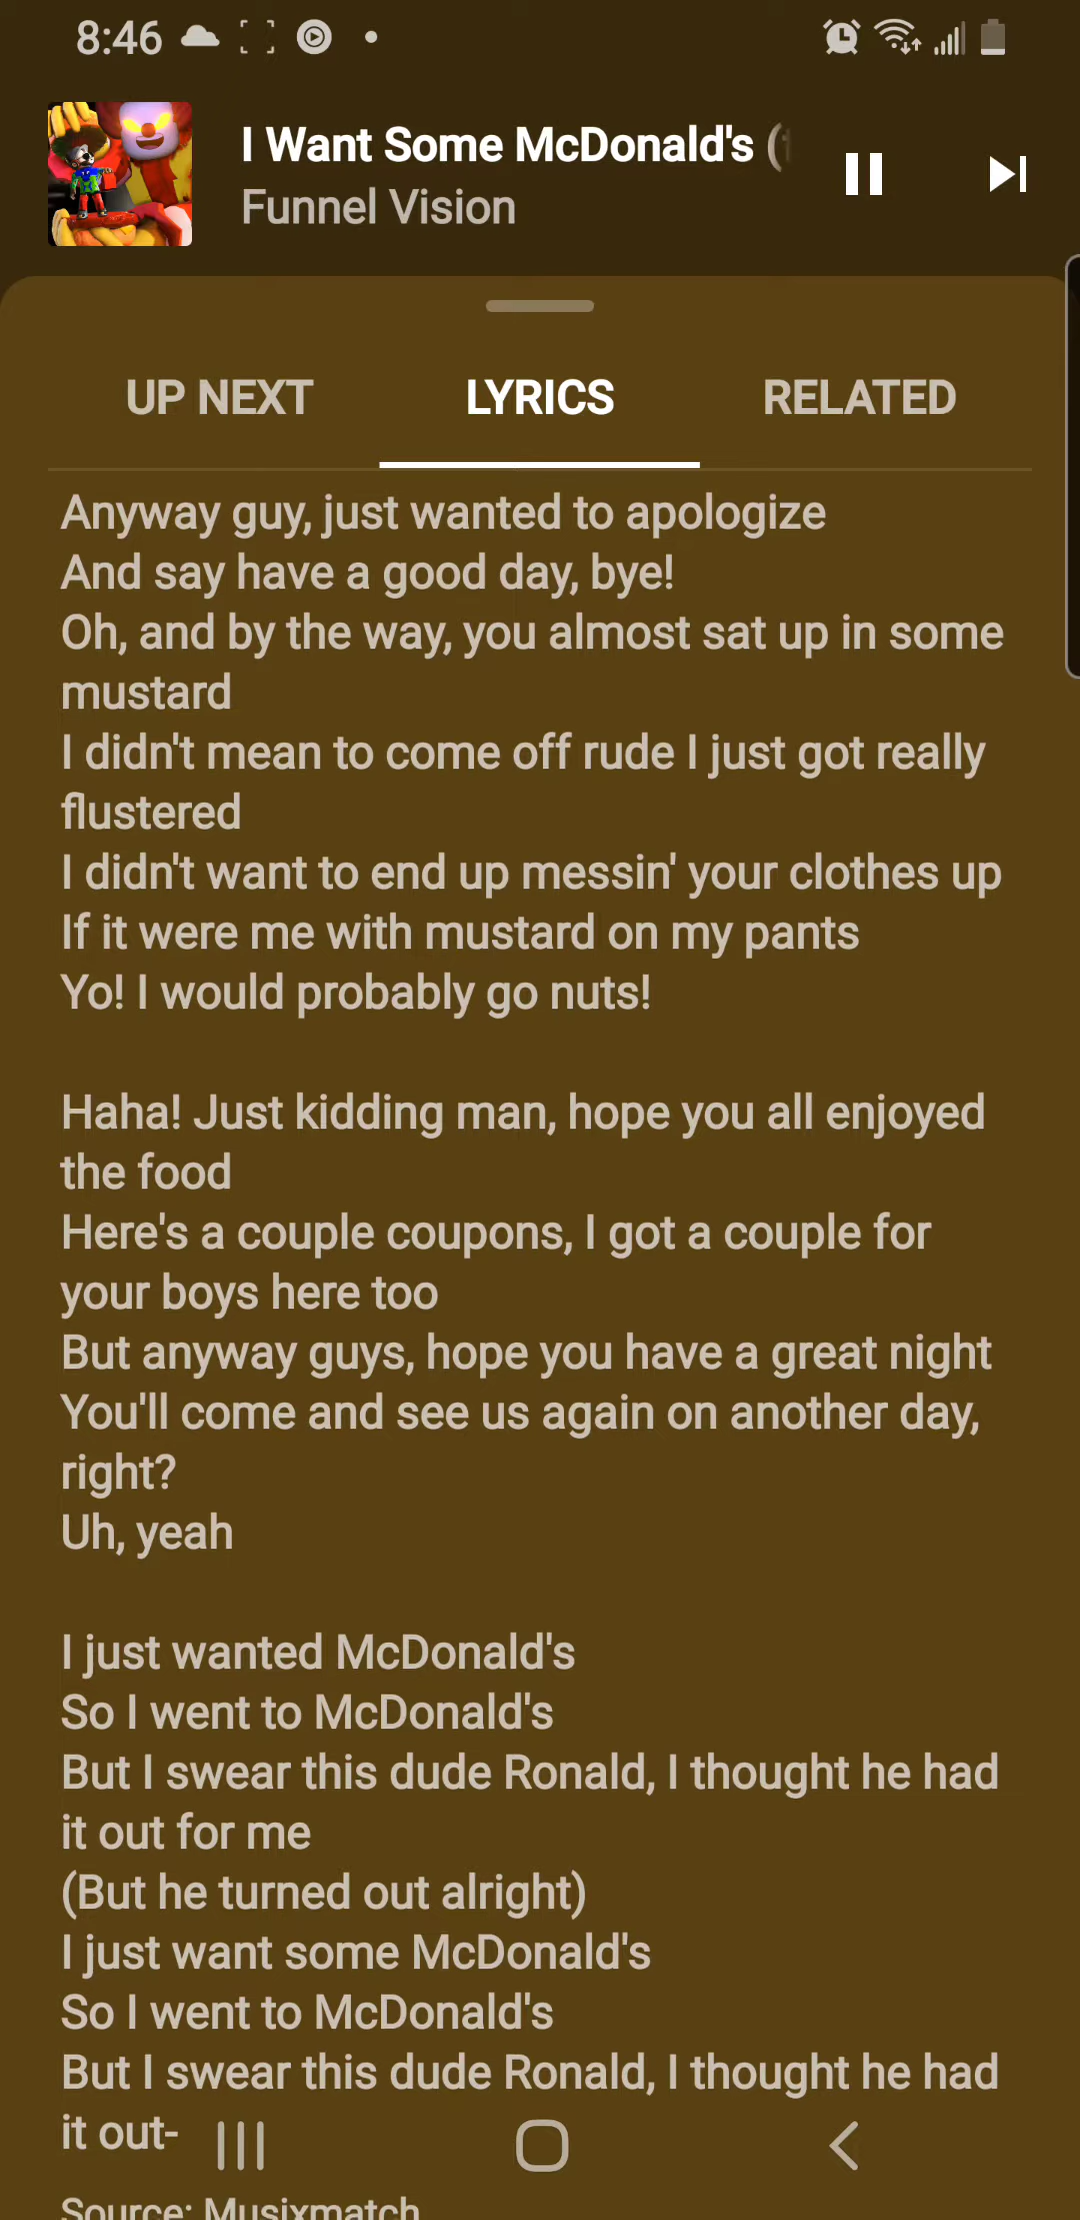 8:46
I Want Some McDonald's (
Funnel Vision
UP NEXT
LYRICS
RELATED
Anyway guy, just wanted to apologize
And say have a good day, bye!
Oh, and by the way, you almost sat up in some
mustard
I didn't mean to come off rude I just got really
flustered
I didn't want to end up messin' your clothes up
If it were me with mustard on my pants
Yo! I would probably go nuts!
Haha! Just kidding man, hope you all enjoyed
the food
Here's a couple coupons, I got a couple for
your boys here too
But anyway guys, hope you have a great night
You'll come and see us again on another day,
right?
Uh, yeah
I just wanted McDonald's
So I went to McDonald's
But I swear this dude Ronald, I thought he had
it out for me
(But he turned out alright)
I just want some McDonald's
So I went to McDonald's
But I swear this dude Ronald, I thought he had
it out-
Source: Musixmatch